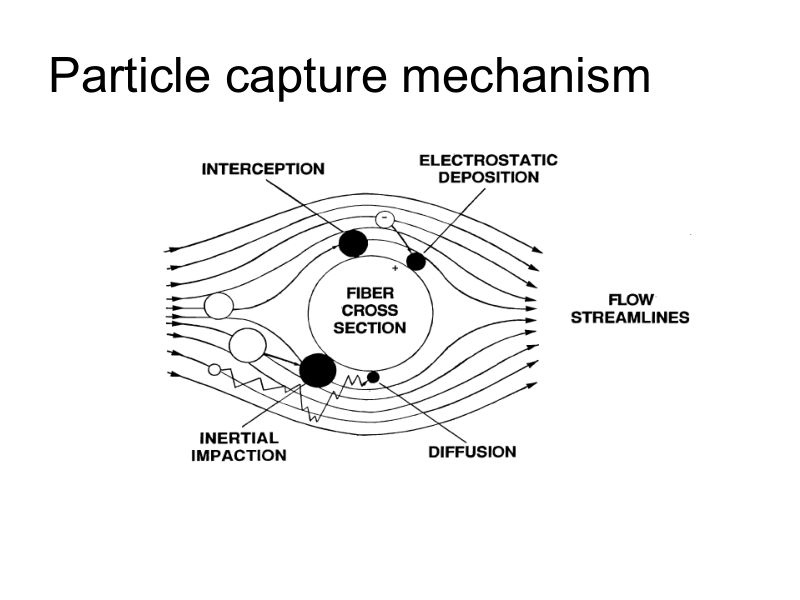 Particle capture mechanism
INTERCEPTION
ELECTROSTATIC
DEPOSITION
-
+
FIBER
CROSS
SECTION
FLOW
STREAMLINES
INERTIAL
IMPACTION
DIFFUSION